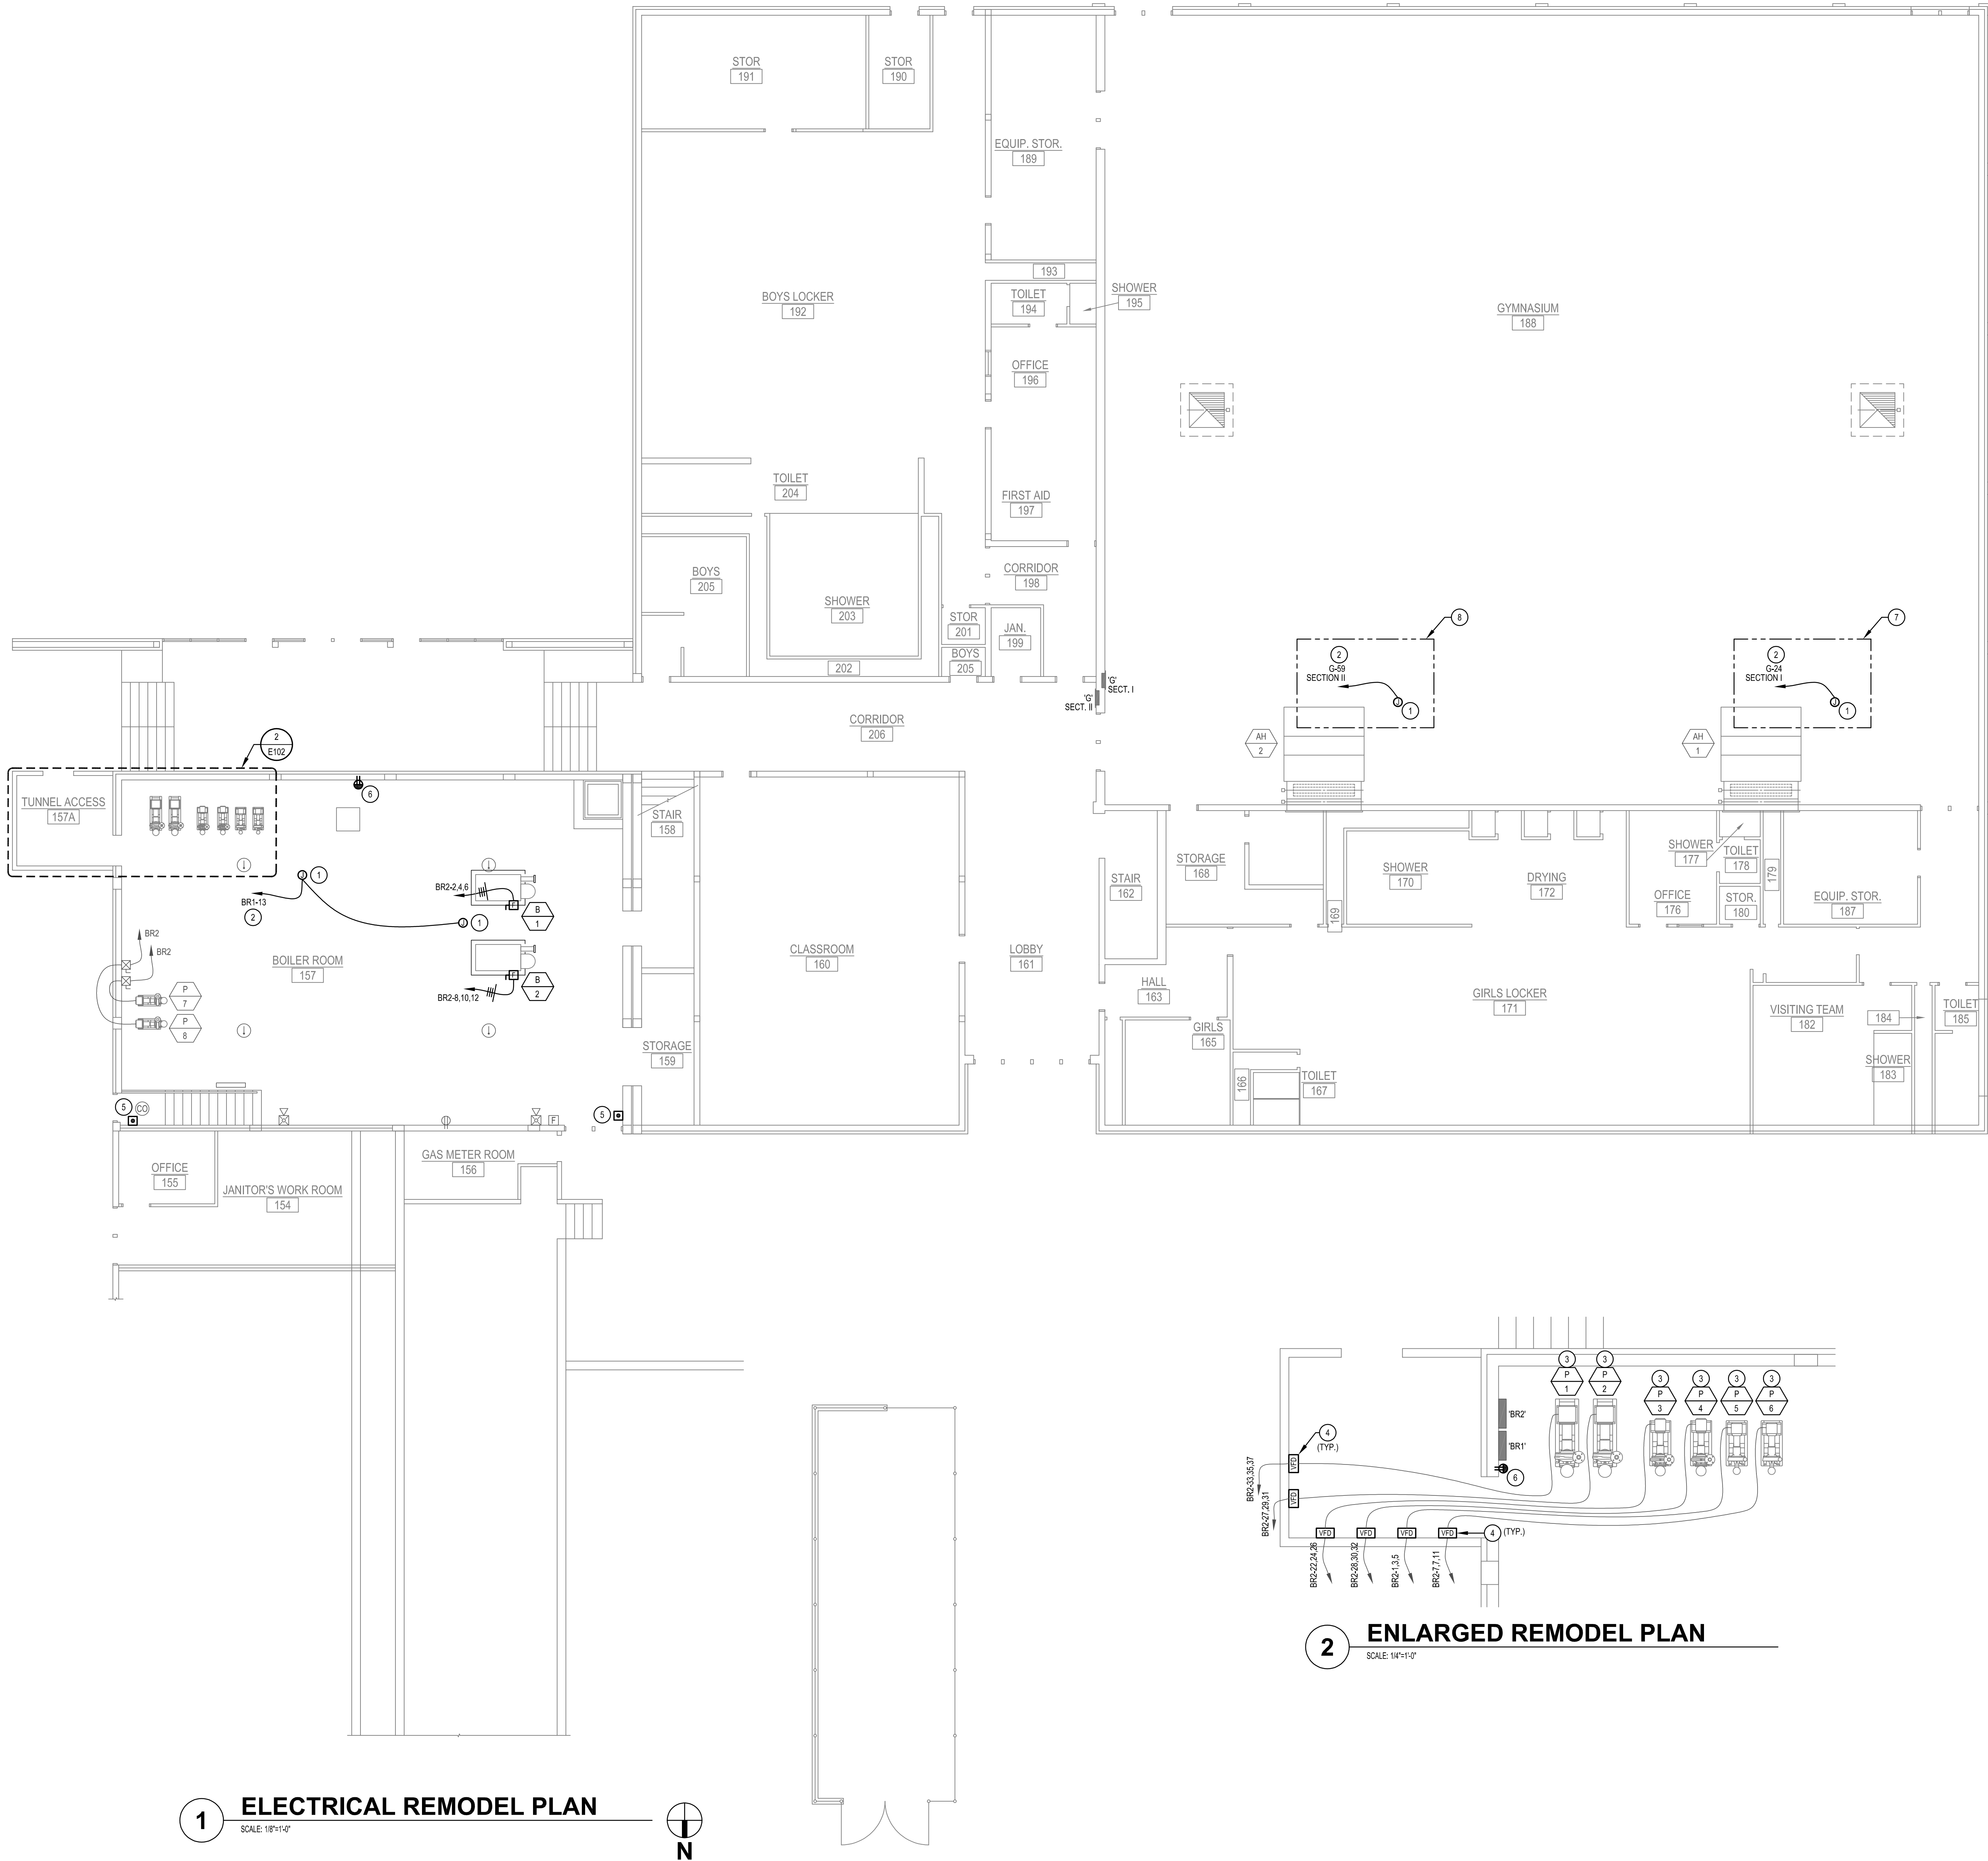 STOR
191
STOR
190
EQUIP. STOR.
189
193
TOILET
194
SHOWER
195
BOYS LOCKER
192
GYMNASIUM
188
OFFICE
196
TOILET
204
FIRST AID
197
BOYS
205
SHOWER
203
CORRIDOR
198
STOR
201
JAN.
199
BOYS
205
202
'G'
SECT. I
'G'
SECT. II
8
2
G-59
SECTION II
1
7
2
G-24
SECTION I
1
AH
2
AH
1
CORRIDOR
206
2
E102
TUNNEL ACCESS
157A
6
STAIR
158
1
BR1-13
2
BR2-2,4,6
B
1
1
BR2
BR2
BOILER ROOM
157
B
2
BR2-8,10,12
P
7
P
8
CLASSROOM
160
LOBBY
161
STORAGE
159
5
CO
5
F
STAIR
162
STORAGE
168
169
SHOWER
170
DRYING
172
SHOWER
177
TOILET
178
179
OFFICE
176
STOR.
180
EQUIP. STOR.
187
HALL
163
GIRLS
165
166
TOILET
167
GIRLS LOCKER
171
VISITING TEAM
182
184
TOILET
185
SHOWER
183
OFFICE
155
JANITOR'S WORK ROOM
154
GAS METER ROOM
156
3
P
1
3
P
2
3
P
3
3
P
4
3
P
5
3
P
6
'BR2'
'BR1'
6
4
(TYP.)
VFD
VFD
BR2-33,35,37
BR2-27,29,31
VFD
VFD
VFD
VFD
4
(TYP.)
BR2-22,24,26
BR2-28,30,32
BR2-1,3,5
BR2-7,7,11
2
ENLARGED REMODEL PLAN
SCALE: 1/4"=1'-0"
1
ELECTRICAL REMODEL PLAN
SCALE: 1/8"=1'-0"
N